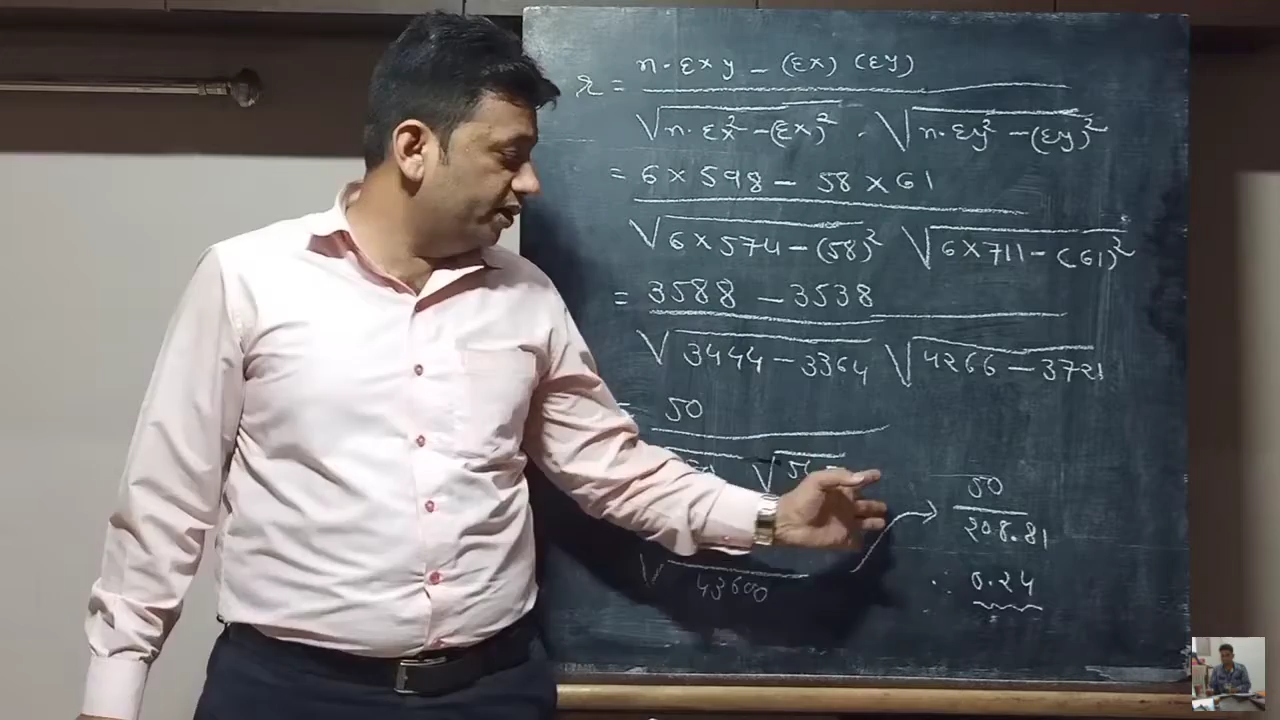 r = n·Σxy - (Σx) (Σy)
√n·Σx² - (Σx)² · √n·Σy² - (Σy)²
= 6 × 598 - 58 × 61
√6 × 574 - (58)² √6 × 711 - (61)²
= 3588 - 3538
√3444 - 3364 √4266 - 3721
= 50
50
208.81
√43600
∴ 0.24